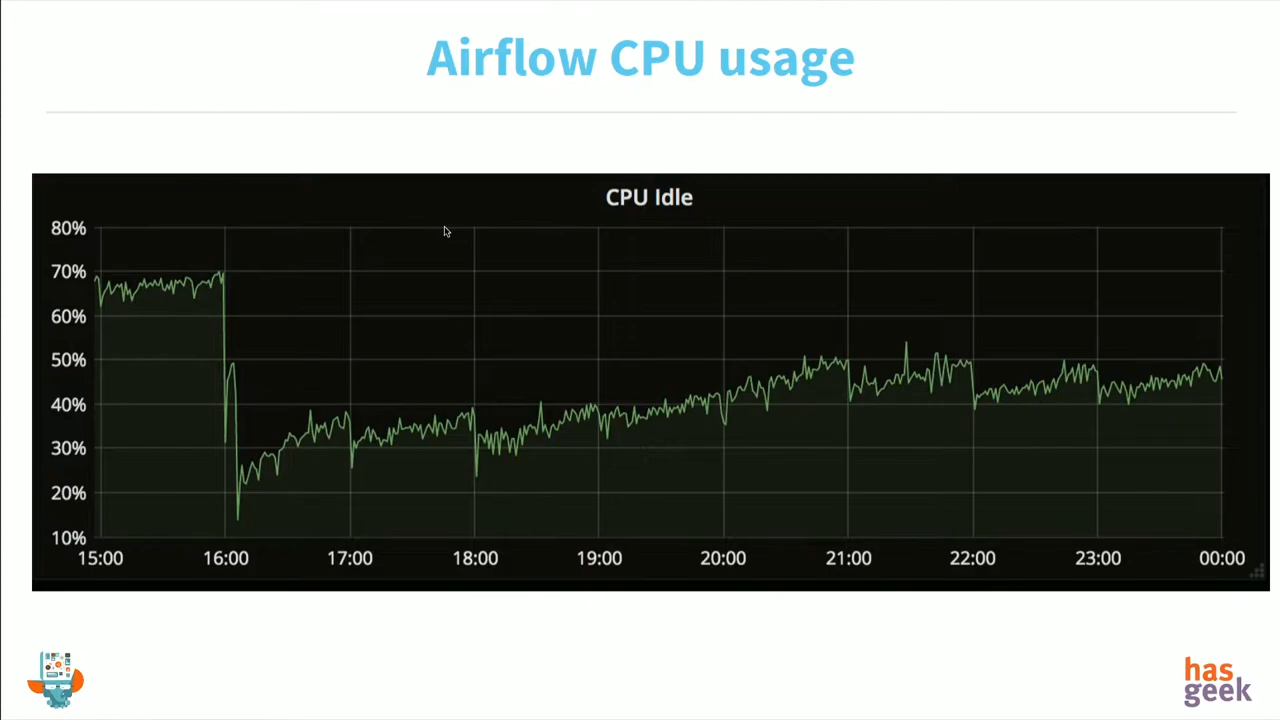 Airflow CPU usage
CPU Idle
80%
70%
60%
50%
40%
30%
20%
10%
15:00 16:00 17:00 18:00 19:00 20:00 21:00 22:00 23:00 00:00
has
geek